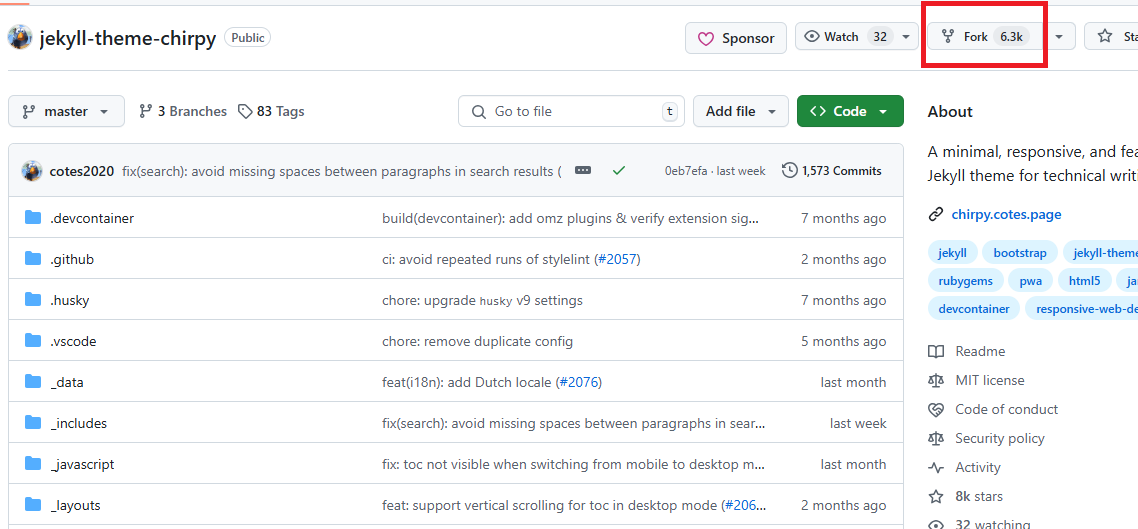 jekyll-theme-chirpy Public Sponsor Watch 32 Fork 6.3k
master 3 Branches 83 Tags Go to file t Add file Code
cotes2020 fix(search): avoid missing spaces between paragraphs in search results ( 0eb7efa · last week 1,573 Commits
.devcontainer build(devcontainer): add omz plugins & verify extension sig... 7 months ago
.github ci: avoid repeated runs of stylelint (#2057) 2 months ago
.husky chore: upgrade husky v9 settings 7 months ago
.vscode chore: remove duplicate config 5 months ago
_data feat(i18n): add Dutch locale (#2076) last month
_includes fix(search): avoid missing spaces between paragraphs in sear... last week
_javascript fix: toc not visible when switching from mobile to desktop m... last month
_layouts feat: support vertical scrolling for toc in desktop mode (#206... 2 months ago
About
A minimal, responsive, and
Jekyll theme for technical
chirpy.cotes.page
jekyll bootstrap jekyll-theme
rubygems pwa html5
devcontainer responsive-web-de
Readme
MIT license
Code of conduct
Security policy
Activity
8k stars
32 watching